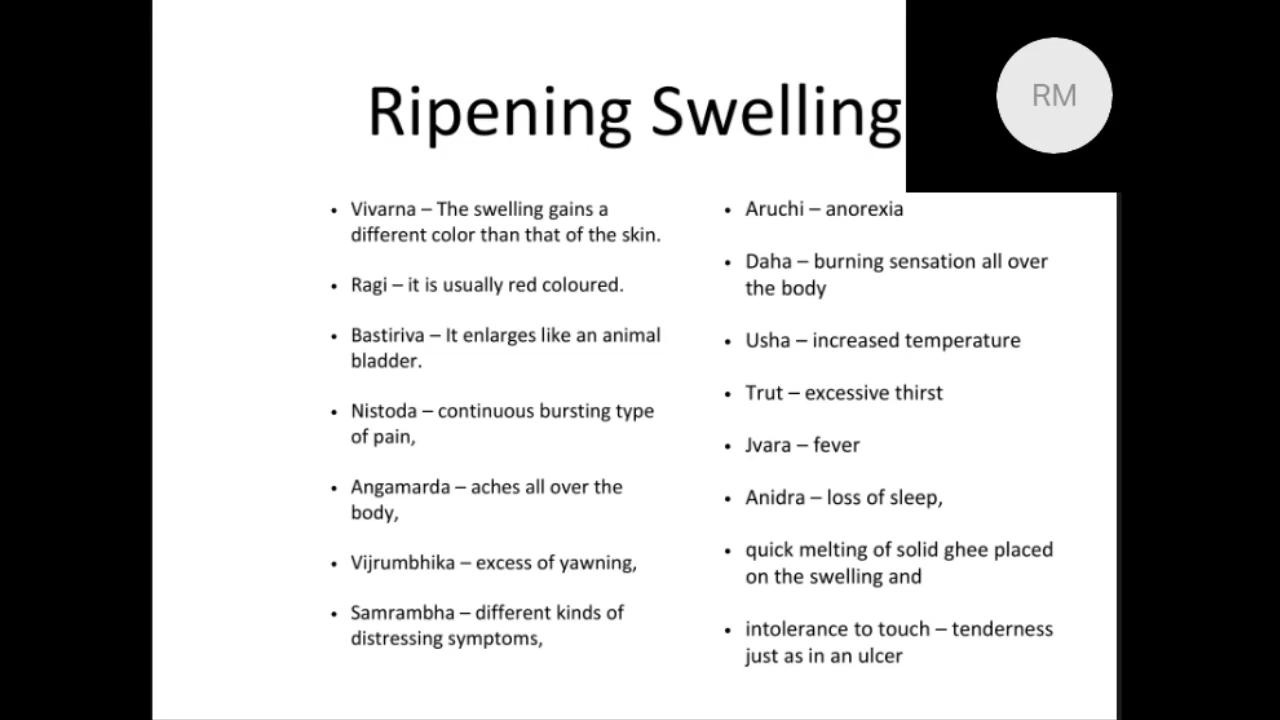 Ripening Swelling
RM
Vivarna – The swelling gains a
different color than that of the skin.
Ragi – it is usually red coloured.
Bastiriva – It enlarges like an animal
bladder.
Nistoda – continuous bursting type
of pain,
Angamarda – aches all over the
body,
Vijrumbhika – excess of yawning,
Samrambha – different kinds of
distressing symptoms,
Aruchi – anorexia
Daha – burning sensation all over
the body
Usha – increased temperature
Trut – excessive thirst
Jvara – fever
Anidra – loss of sleep,
quick melting of solid ghee placed
on the swelling and
intolerance to touch – tenderness
just as in an ulcer